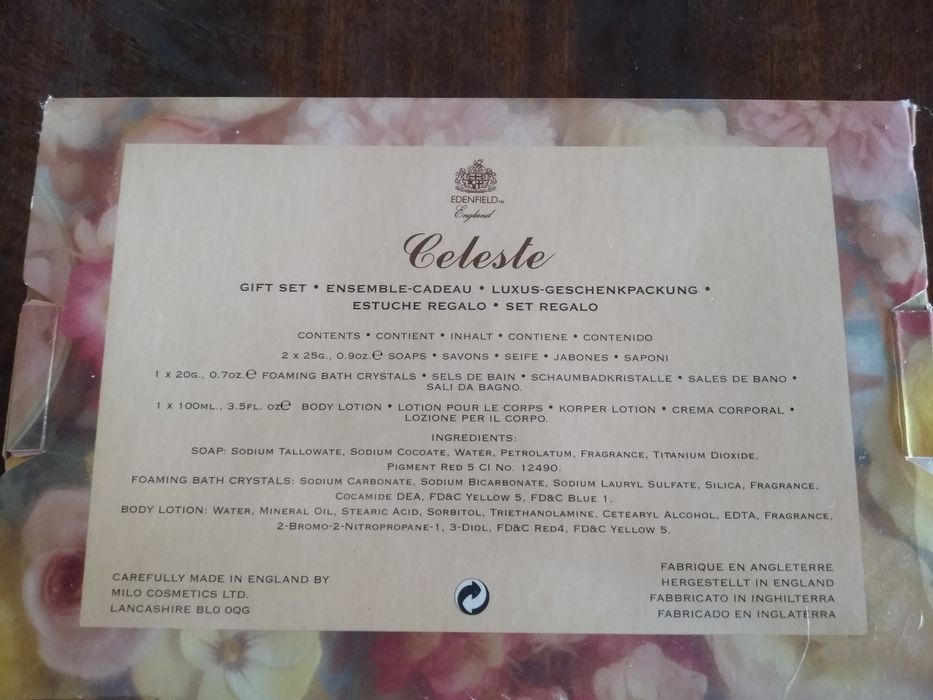 EDENFIELD™
England
Celeste
GIFT SET • ENSEMBLE-CADEAU • LUXUS-GESCHENKPACKUNG •
ESTUCHE REGALO • SET REGALO
CONTENTS • CONTIENT • INHALT • CONTIENE • CONTENIDO
2 x 25G., 0.9OZ.℮ SOAPS • SAVONS • SEIFE • JABONES • SAPONI
1 x 20G., 0.7OZ.℮ FOAMING BATH CRYSTALS • SELS DE BAIN • SCHAUMBADKRISTALLE • SALES DE BANO •
SALI DA BAGNO.
1 x 100ML., 3.5FL. OZ℮ BODY LOTION • LOTION POUR LE CORPS • KORPER LOTION • CREMA CORPORAL •
LOZIONE PER IL CORPO.
INGREDIENTS:
SOAP: SODIUM TALLOWATE, SODIUM COCOATE, WATER, PETROLATUM, FRAGRANCE, TITANIUM DIOXIDE,
PIGMENT RED 5 CI NO. 12490.
FOAMING BATH CRYSTALS: SODIUM CARBONATE, SODIUM BICARBONATE, SODIUM LAURYL SULFATE, SILICA, FRAGRANCE,
COCAMIDE DEA, FD&C YELLOW 5, FD&C BLUE 1.
BODY LOTION: WATER, MINERAL OIL, STEARIC ACID, SORBITOL, TRIETHANOLAMINE, CETEARYL ALCOHOL, EDTA, FRAGRANCE,
2-BROMO-2-NITROPROPANE-1, 3-DIOL, FD&C RED4, FD&C YELLOW 5.
CAREFULLY MADE IN ENGLAND BY
MILO COSMETICS LTD.
LANCASHIRE BL0 0QG
FABRIQUE EN ANGLETERRE
HERGESTELLT IN ENGLAND
FABBRICATO IN INGHILTERRA
FABRICADO EN INGLATERRA